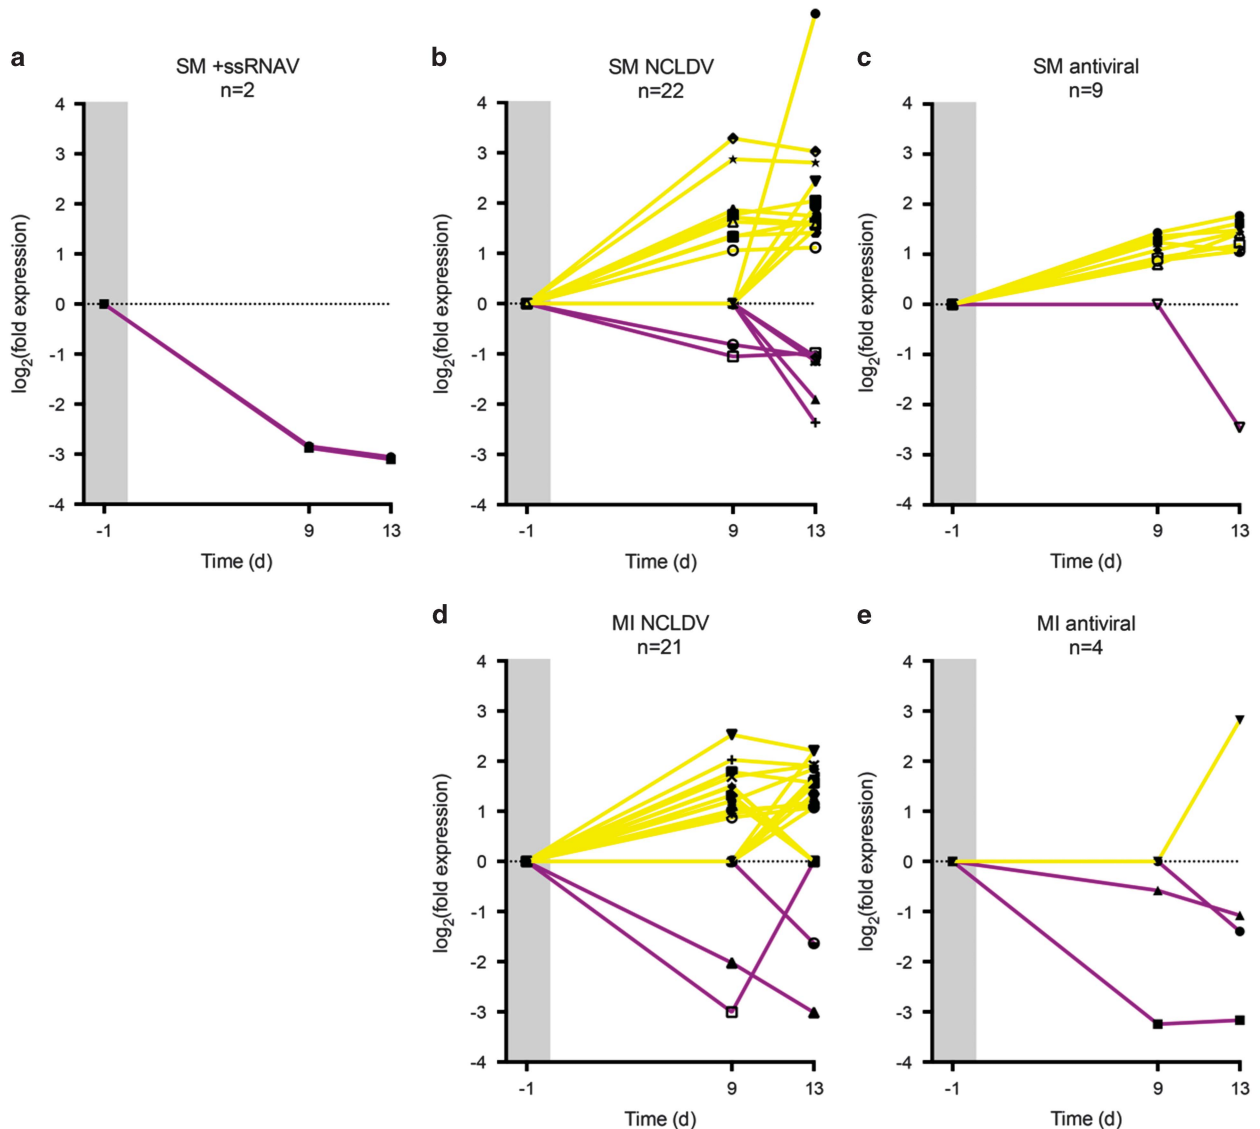 a
SM +ssRNAV
n=2
log2(fold expression)
4
3
2
1
0
-1
-2
-3
-4
-1
9
13
Time (d)
b
SM NCLDV
n=22
log2(fold expression)
4
3
2
1
0
-1
-2
-3
-4
-1
9
13
Time (d)
c
SM antiviral
n=9
log2(fold expression)
4
3
2
1
0
-1
-2
-3
-4
-1
9
13
Time (d)
d
MI NCLDV
n=21
log2(fold expression)
4
3
2
1
0
-1
-2
-3
-4
-1
9
13
Time (d)
e
MI antiviral
n=4
log2(fold expression)
4
3
2
1
0
-1
-2
-3
-4
-1
9
13
Time (d)